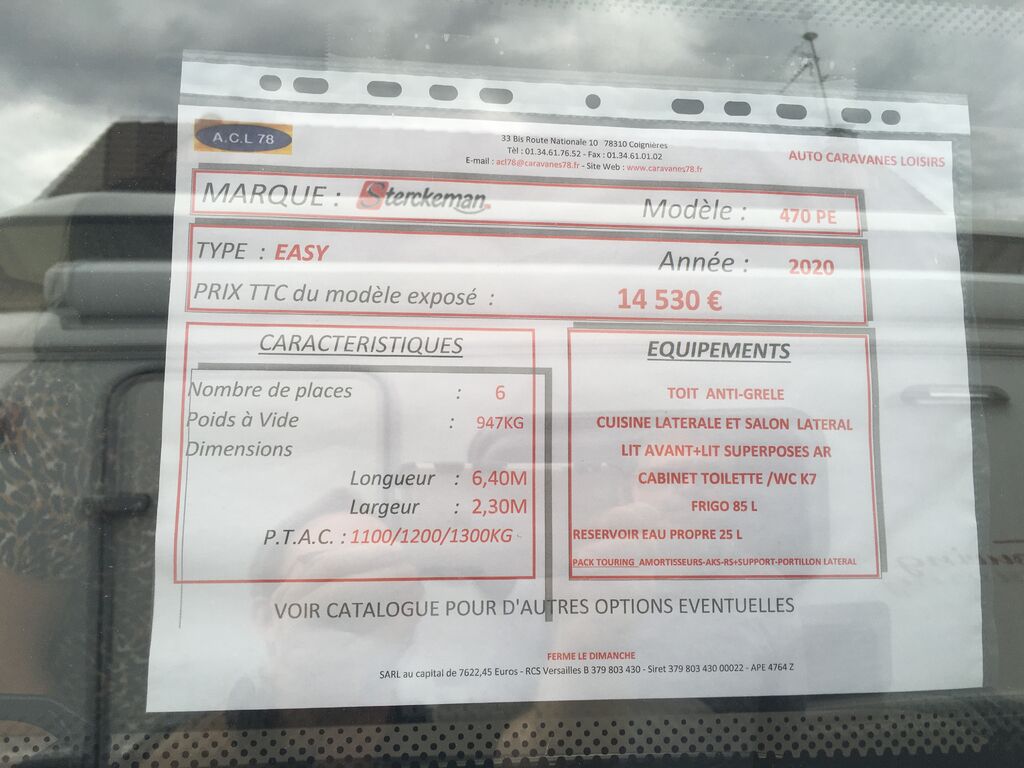 A.C.L 78
33 Bis Route Nationale 10 78310 Coignières
Tèl : 01.34.61.76.52 - Fax : 01.34.61.01.02
E-mail : acl78@caravanes78.fr - Site Web : www.caravanes78.fr
AUTO CARAVANES LOISIRS
MARQUE : Sterckeman Modèle : 470 PE
TYPE : EASY Année : 2020
PRIX TTC du modèle exposé : 14 530 €
CARACTERISTIQUES
Nombre de places : 6
Poids à Vide : 947KG
Dimensions
Longueur : 6,40M
Largeur : 2,30M
P.T.A.C. : 1100/1200/1300KG
EQUIPEMENTS
TOIT ANTI-GRELE
CUISINE LATERALE ET SALON LATERAL
LIT AVANT+LIT SUPERPOSES AR
CABINET TOILETTE /WC K7
FRIGO 85 L
RESERVOIR EAU PROPRE 25 L
PACK TOURING AMORTISSEURS-AKS-RS+SUPPORT-PORTILLON LATERAL
VOIR CATALOGUE POUR D'AUTRES OPTIONS EVENTUELLES
FERME LE DIMANCHE
SARL au capital de 7622,45 Euros - RCS Versailles B 379 803 430 - Siret 379 803 430 00022 - APE 4764 Z